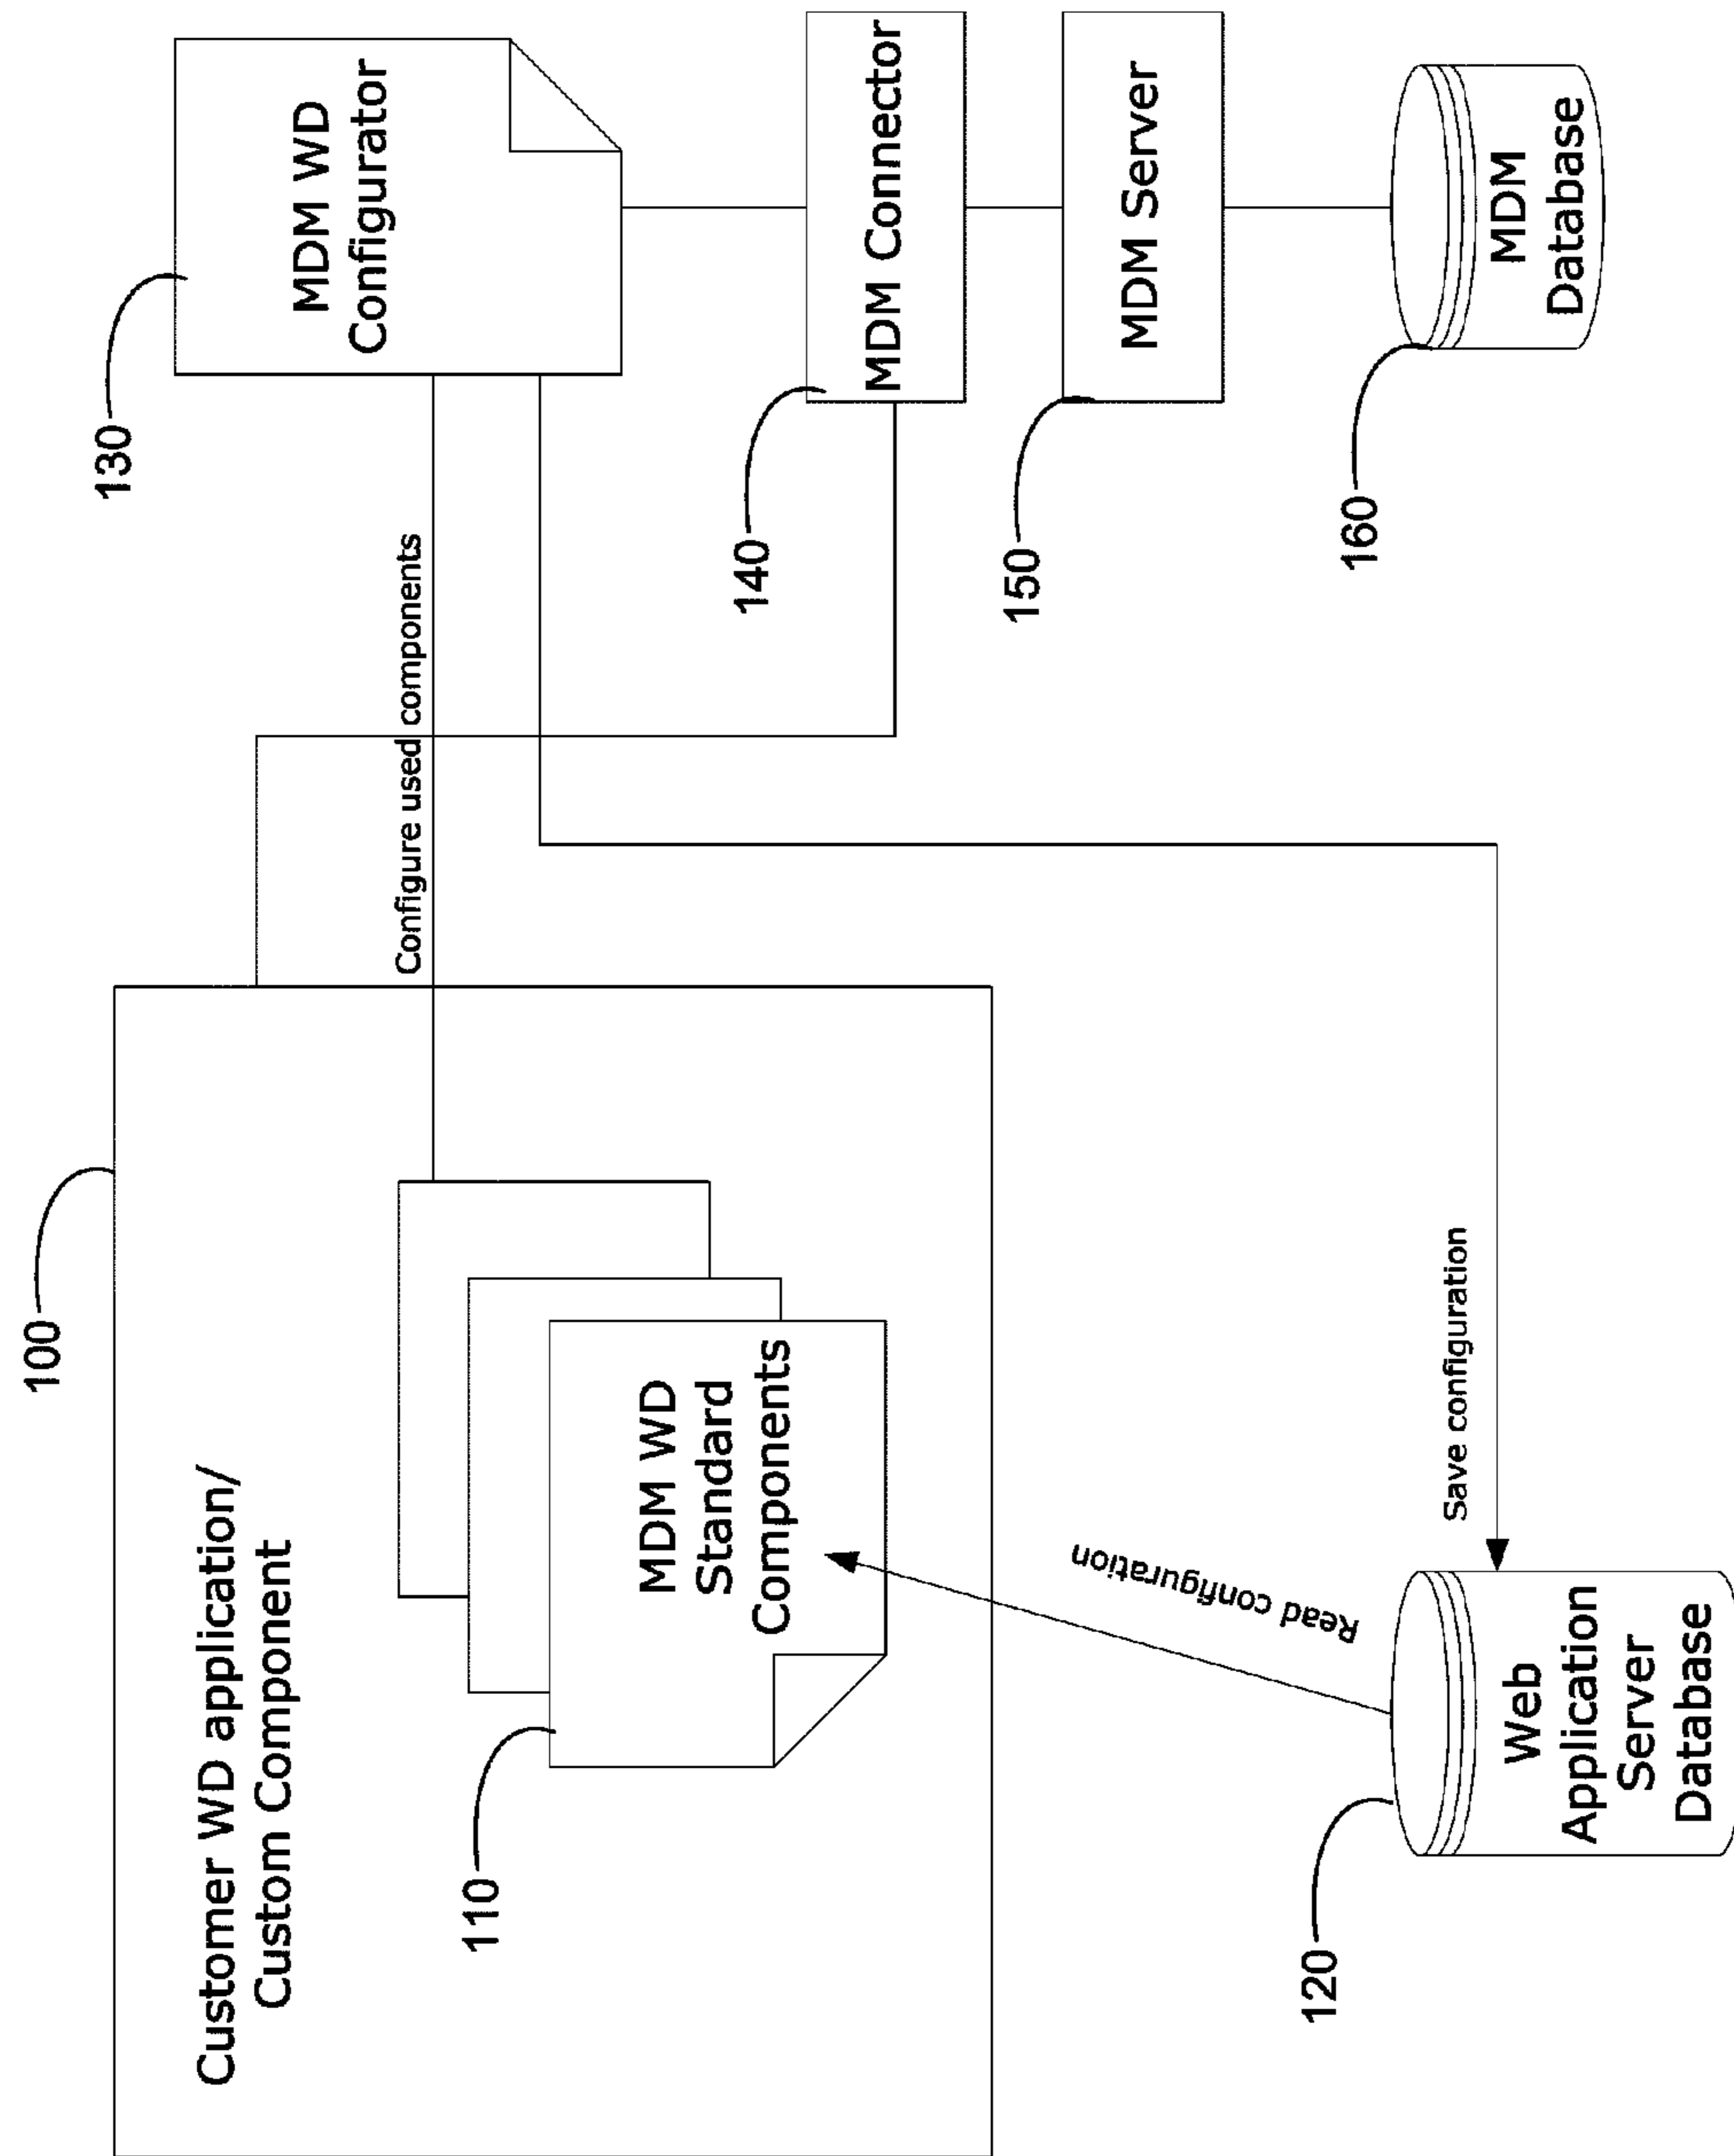 100
Customer WD application/
Custom Component
110
MDM WD
Standard
Components
Configure used components
130
MDM WD
Configurator
140
MDM Connector
150
MDM Server
160
MDM
Database
Read configuration
Save configuration
120
Web
Application
Server
Database